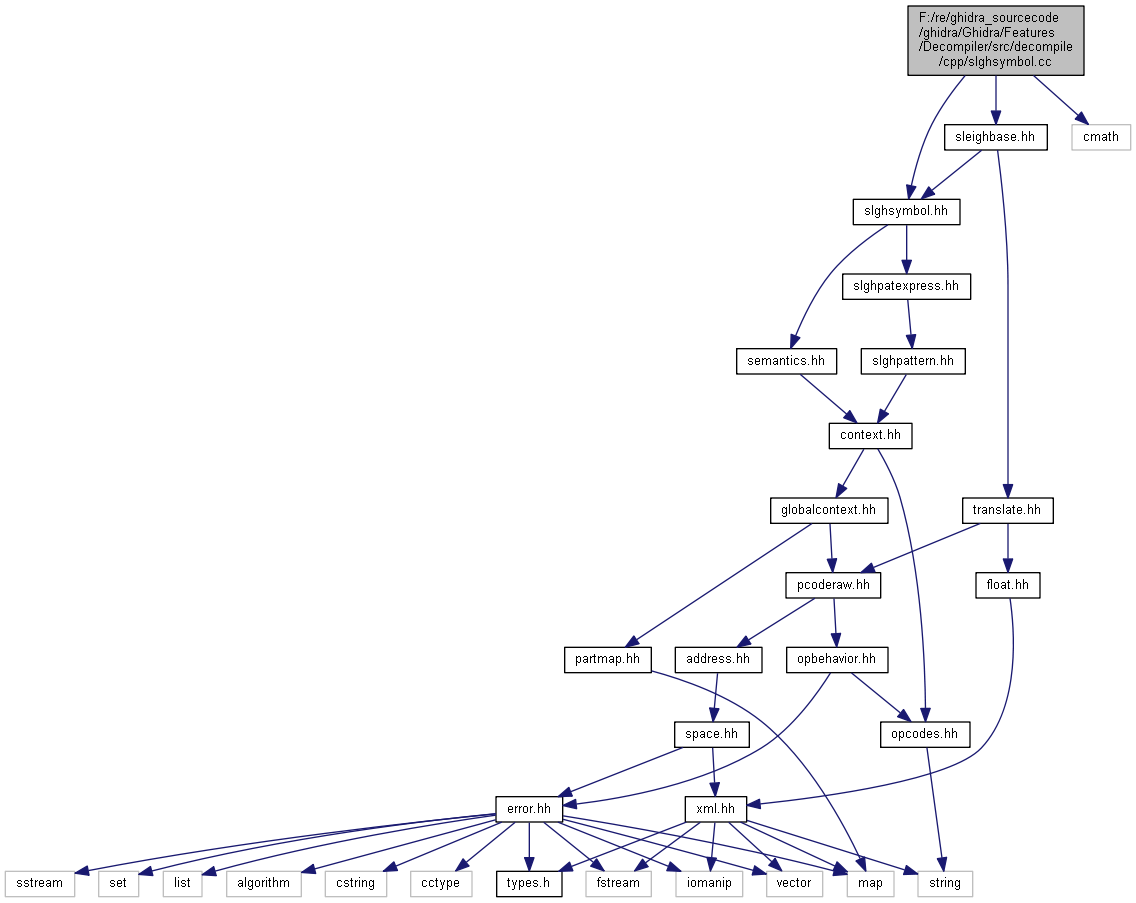 F:/re/ghidra_sourcecode
/ghidra/Ghidra/Features
/Decompiler/src/decompile
/cpp/slghsymbol.cc
sleighbase.hh
cmath
slghsymbol.hh
slghpatexpress.hh
semantics.hh
slghpattern.hh
context.hh
globalcontext.hh
translate.hh
pcoderaw.hh
float.hh
partmap.hh
address.hh
opbehavior.hh
space.hh
opcodes.hh
error.hh
xml.hh
sstream
set
list
algorithm
cstring
cctype
types.h
fstream
iomanip
vector
map
string